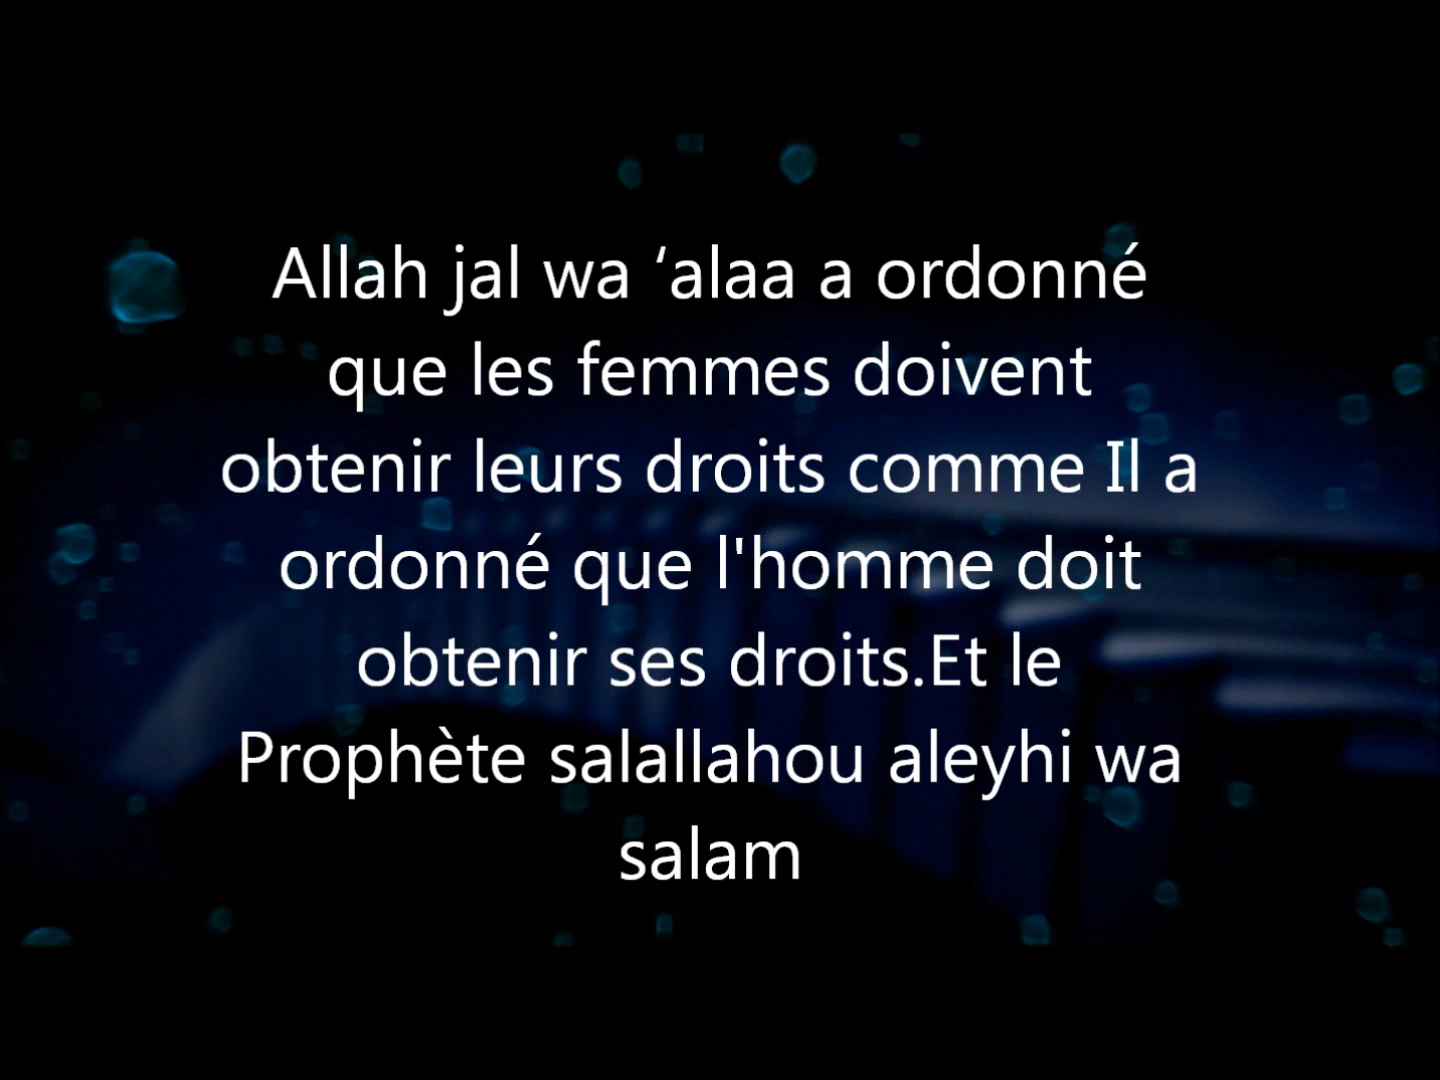 Allah jal wa ‘alaa a ordonné
que les femmes doivent
obtenir leurs droits comme Il a
ordonné que l'homme doit
obtenir ses droits.Et le
Prophète salallahou aleyhi wa
salam